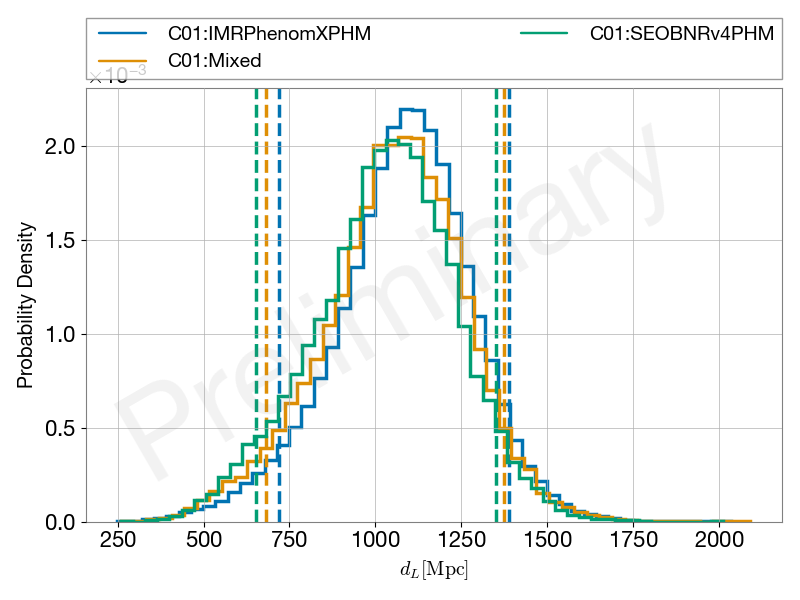 C01:IMRPhenomXPHM C01:SEOBNRv4PHM
C01:Mixed
×10⁻³
2.0
1.5
1.0
0.5
0.0
Probability Density
Preliminary
250 500 750 1000 1250 1500 1750 2000
d_L[Mpc]